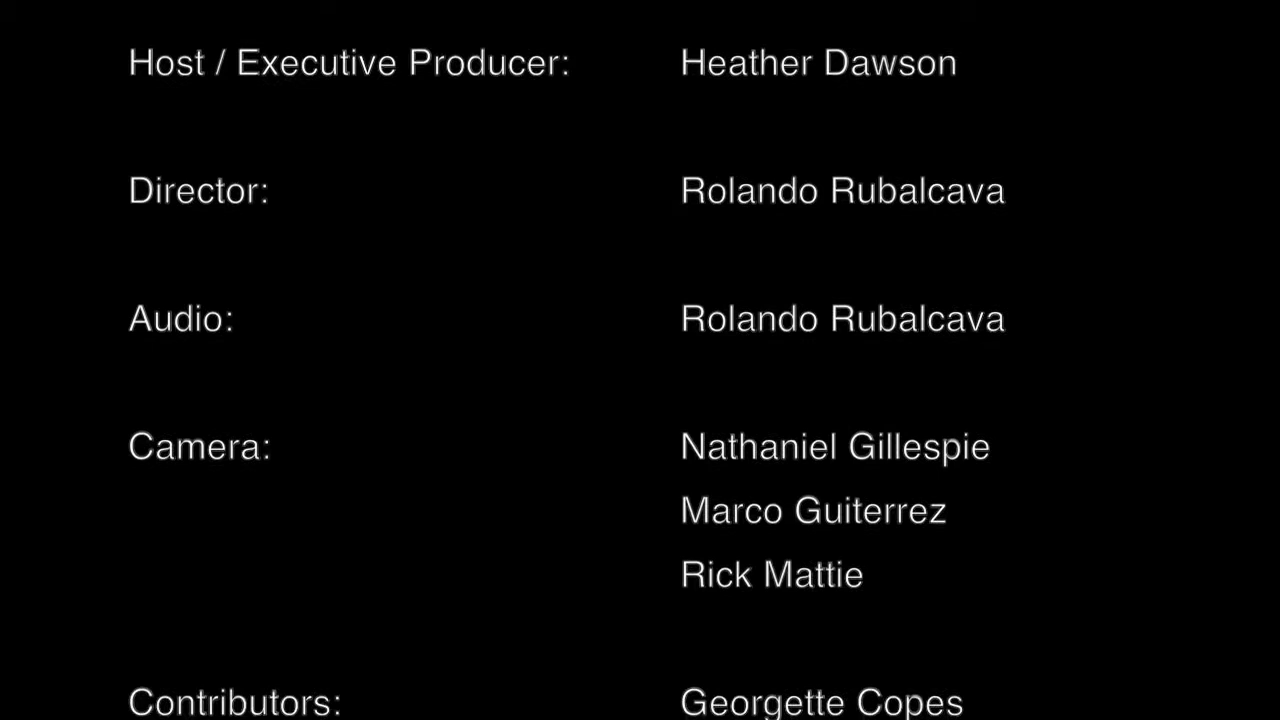 Host / Executive Producer: Heather Dawson
Director: Rolando Rubalcava
Audio: Rolando Rubalcava
Camera: Nathaniel Gillespie
Marco Guiterrez
Rick Mattie
Contributors: Georgette Copes